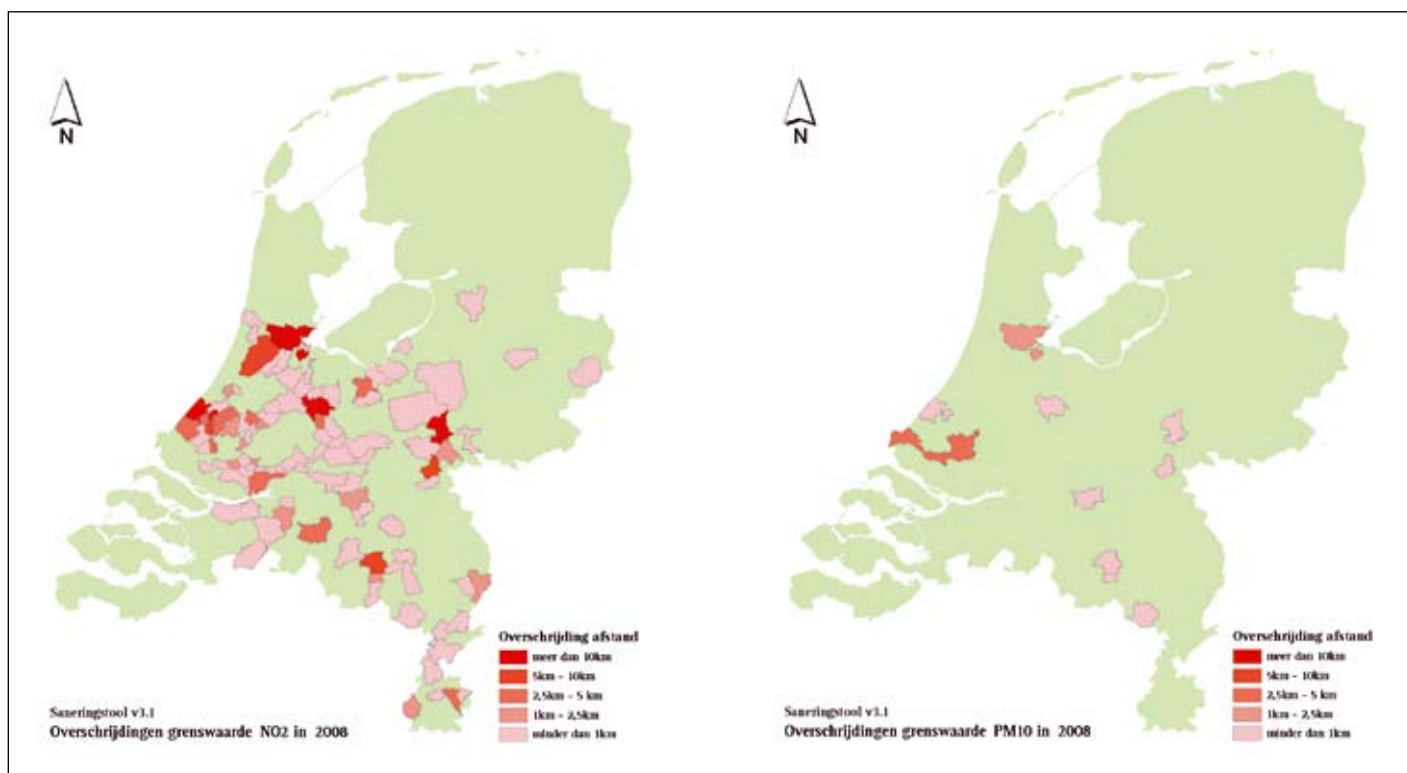 N
Overschrijding afstand
meer dan 10km
5km - 10km
2,5km - 5 km
1km - 2,5km
minder dan 1km
Saneringstool v3.1
Overschrijdingen grenswaarde NO2 in 2008
N
Overschrijding afstand
meer dan 10km
5km - 10km
2,5km - 5 km
1km - 2,5km
minder dan 1km
Saneringstool v3.1
Overschrijdingen grenswaarde PM10 in 2008